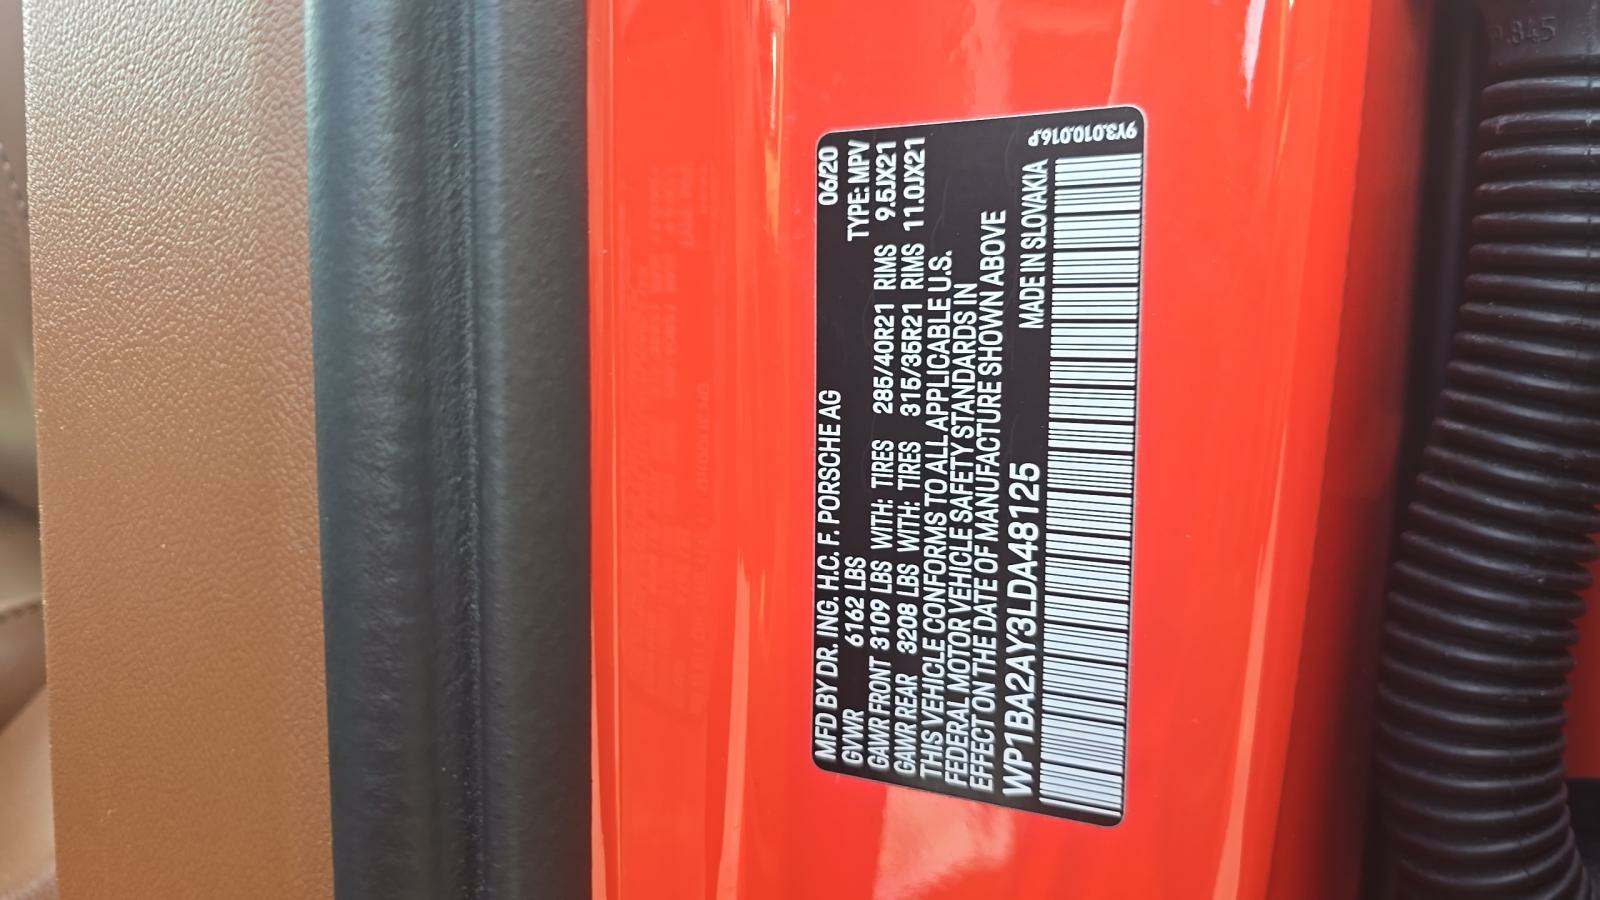 MFD BY DR. ING. H.C. F. PORSCHE AG 06/20
GVWR 6162 LBS TYPE: MPV
GAWR FRONT 3109 LBS WITH: TIRES 285/40R21 RIMS 9.5JX21
GAWR REAR 3208 LBS WITH: TIRES 315/35R21 RIMS 11.0JX21
THIS VEHICLE CONFORMS TO ALL APPLICABLE U.S.
FEDERAL MOTOR VEHICLE SAFETY STANDARDS IN
EFFECT ON THE DATE OF MANUFACTURE SHOWN ABOVE
WP1BA2AY3LDA48125 MADE IN SLOVAKIA
9Y3.010.016.P